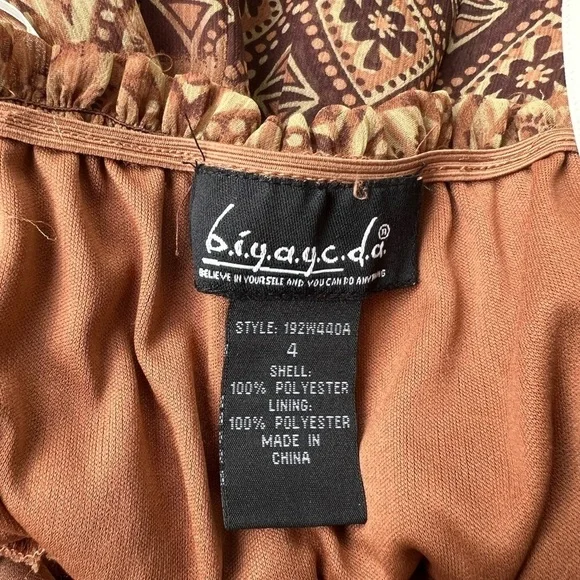 b.i.y.a.y.c.d.a.®
BELIEVE IN YOURSELF AND YOU CAN DO ANYTHING
STYLE: 192W440A
4
SHELL:
100% POLYESTER
LINING:
100% POLYESTER
MADE IN
CHINA